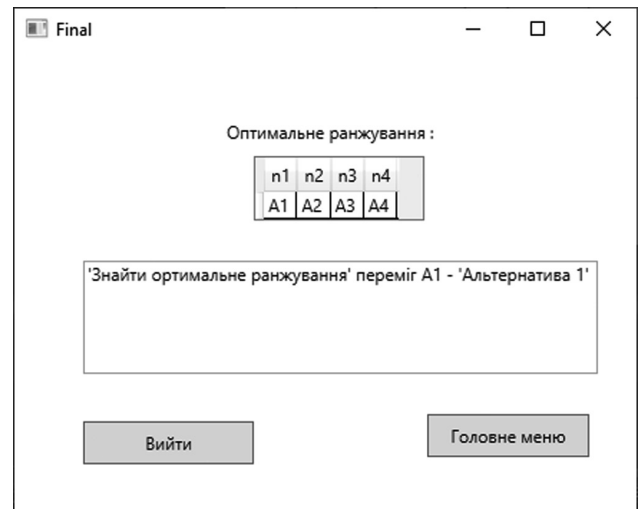 Final
Оптимальне ранжування :
n1 n2 n3 n4
A1 A2 A3 A4
'Знайти ортимальне ранжування' переміг A1 - 'Альтернатива 1'
Вийти
Головне меню